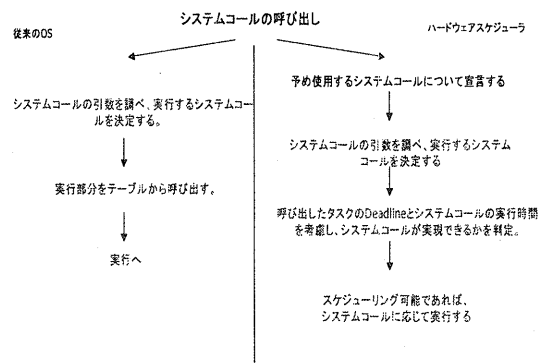 システムコールの呼び出し
従来のOS
ハードウェアスケジューラ
システムコールの引数を調べ、実行するシステムコー
ルを決定する。
実行部分をテーブルから呼び出す。
実行へ
予め使用するシステムコールについて宣言する
システムコールの引数を調べ、実行するシステム
コールを決定する
呼び出したタスクのDeadlineとシステムコールの実行時間
を考慮し、システムコールが実現できるかを判定。
スケジューリング可能であれば、
システムコールに応じて実行する